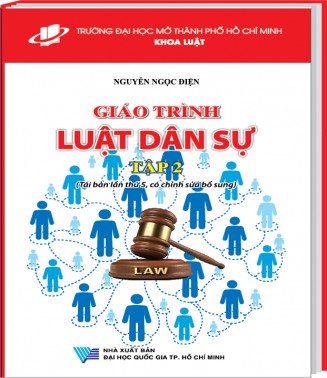 TRƯỜNG ĐẠI HỌC MỞ THÀNH PHỐ HỒ CHÍ MINH
KHOA LUẬT
NGUYỄN NGỌC ĐIỆN
GIÁO TRÌNH
LUẬT DÂN SỰ
TẬP 2
(Tái bản lần thứ 5, có chỉnh sửa bổ sung)
LAW
NHÀ XUẤT BẢN
ĐẠI HỌC QUỐC GIA TP. HỒ CHÍ MINH